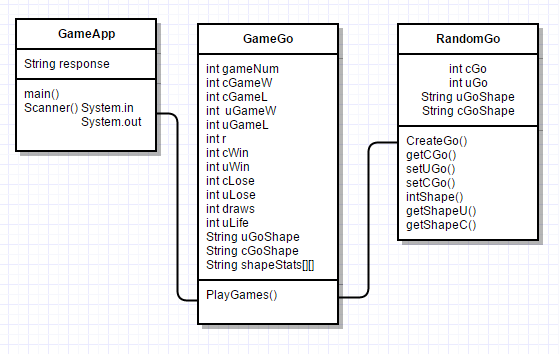 GameApp
String response
main()
Scanner() System.in
System.out
GameGo
int gameNum
int cGameW
int cGameL
int uGameW
int uGameL
int r
int cWin
int uWin
int cLose
int uLose
int draws
int uLife
String uGoShape
String cGoShape
String shapeStats[][]
PlayGames()
RandomGo
int cGo
int uGo
String uGoShape
String cGoShape
CreateGo()
getCGo()
setUGo()
setCGo()
intShape()
getShapeU()
getShapeC()